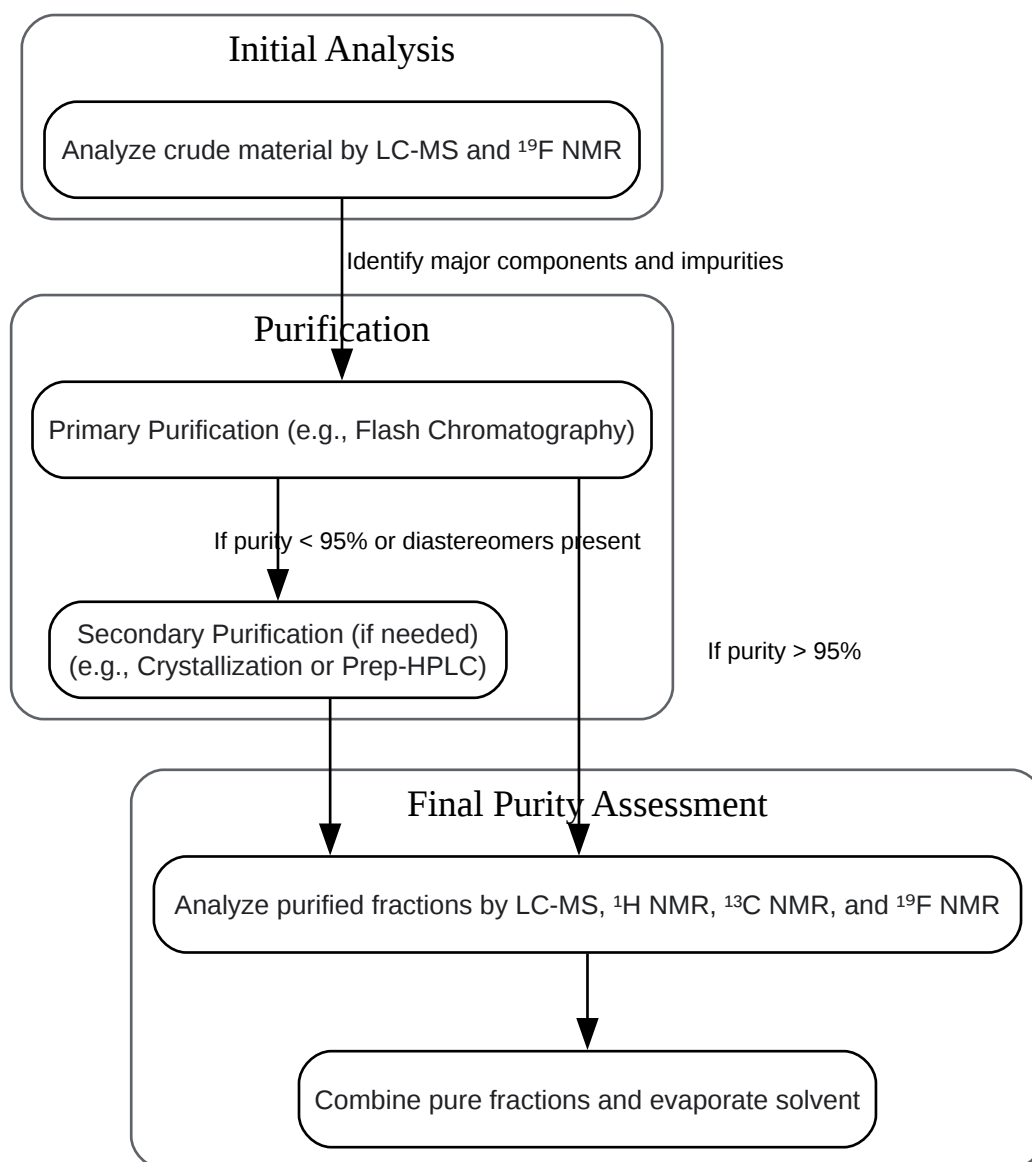 Initial Analysis
Analyze crude material by LC-MS and ¹⁹F NMR
Identify major components and impurities
Purification
Primary Purification (e.g., Flash Chromatography)
If purity < 95% or diastereomers present
Secondary Purification (if needed)
(e.g., Crystallization or Prep-HPLC)
If purity > 95%
Final Purity Assessment
Analyze purified fractions by LC-MS, ¹H NMR, ¹³C NMR, and ¹⁹F NMR
Combine pure fractions and evaporate solvent